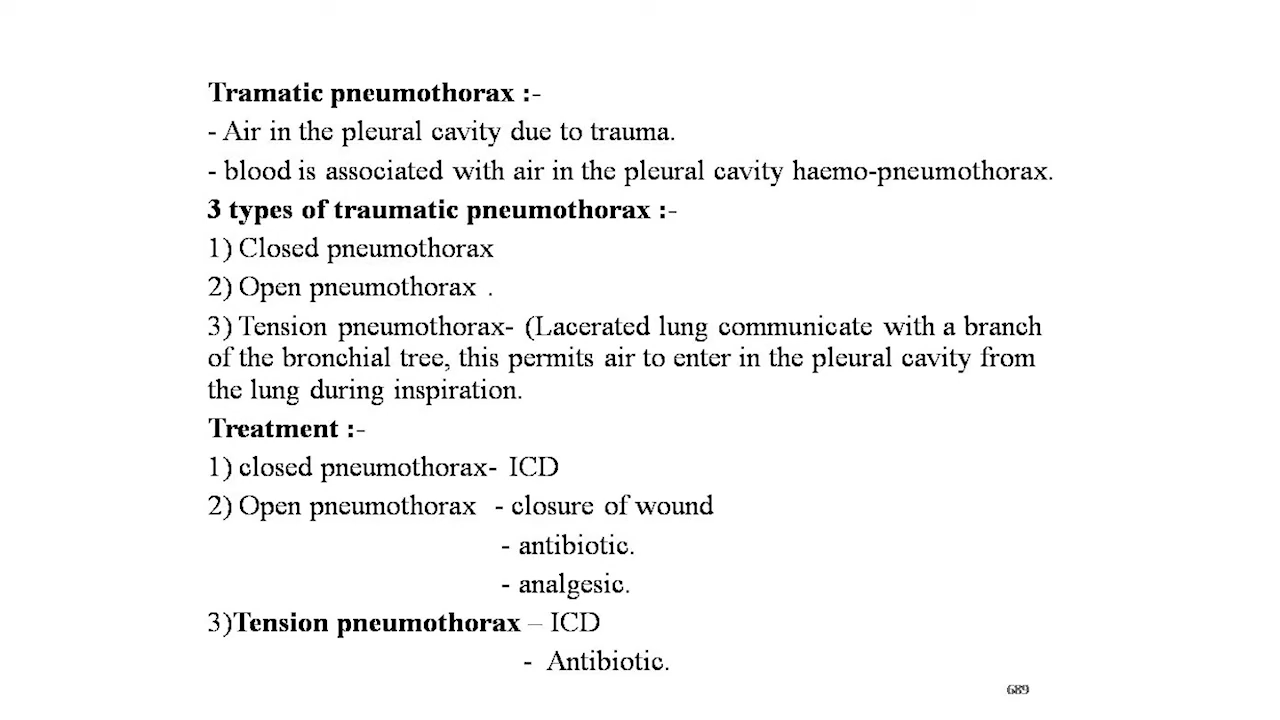 Tramatic pneumothorax :-
- Air in the pleural cavity due to trauma.
- blood is associated with air in the pleural cavity haemo-pneumothorax.
3 types of traumatic pneumothorax :-
1) Closed pneumothorax
2) Open pneumothorax .
3) Tension pneumothorax- (Lacerated lung communicate with a branch
of the bronchial tree, this permits air to enter in the pleural cavity from
the lung during inspiration.
Treatment :-
1) closed pneumothorax- ICD
2) Open pneumothorax - closure of wound
- antibiotic.
- analgesic.
3)Tension pneumothorax – ICD
- Antibiotic.
689